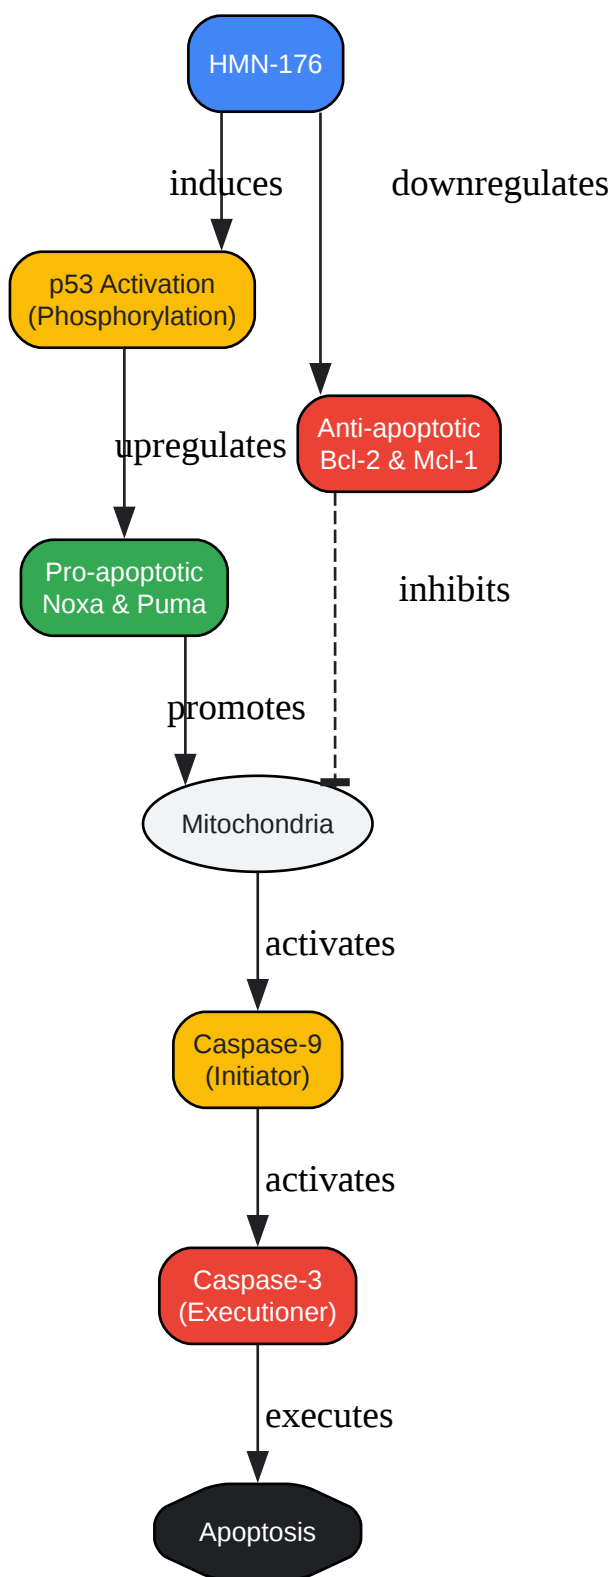 HMN-176
induces
downregulates
p53 Activation
(Phosphorylation)
upregulates
Anti-apoptotic
Bcl-2 & Mcl-1
Pro-apoptotic
Noxa & Puma
inhibits
promotes
Mitochondria
activates
Caspase-9
(Initiator)
activates
Caspase-3
(Executioner)
executes
Apoptosis